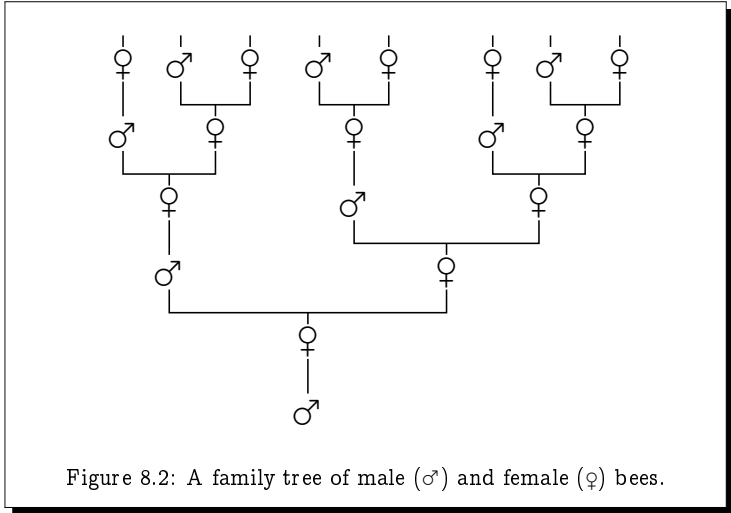 Figure 8.2: A family tree of male (♂) and female (♀) bees.